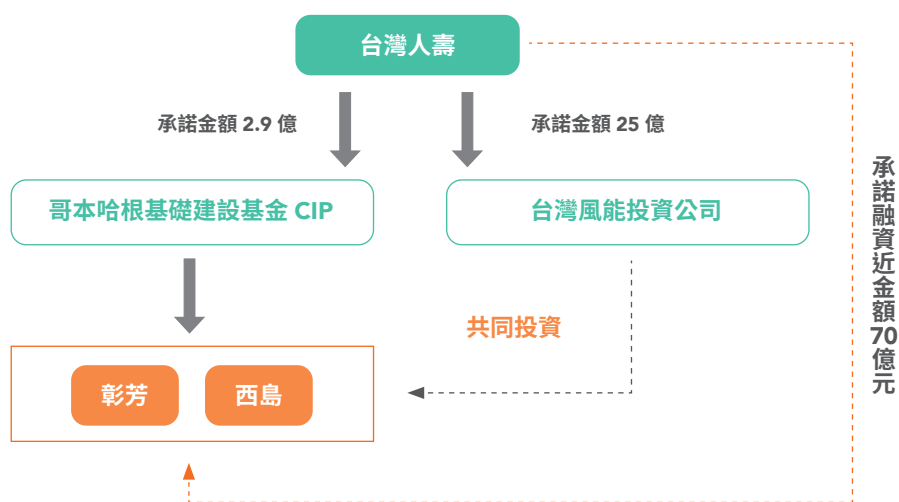 台灣人壽
承諾金額 2.9 億
承諾金額 25 億
哥本哈根基礎建設基金 CIP
台灣風能投資公司
共同投資
彰芳
西島
承諾融資近金額70億元